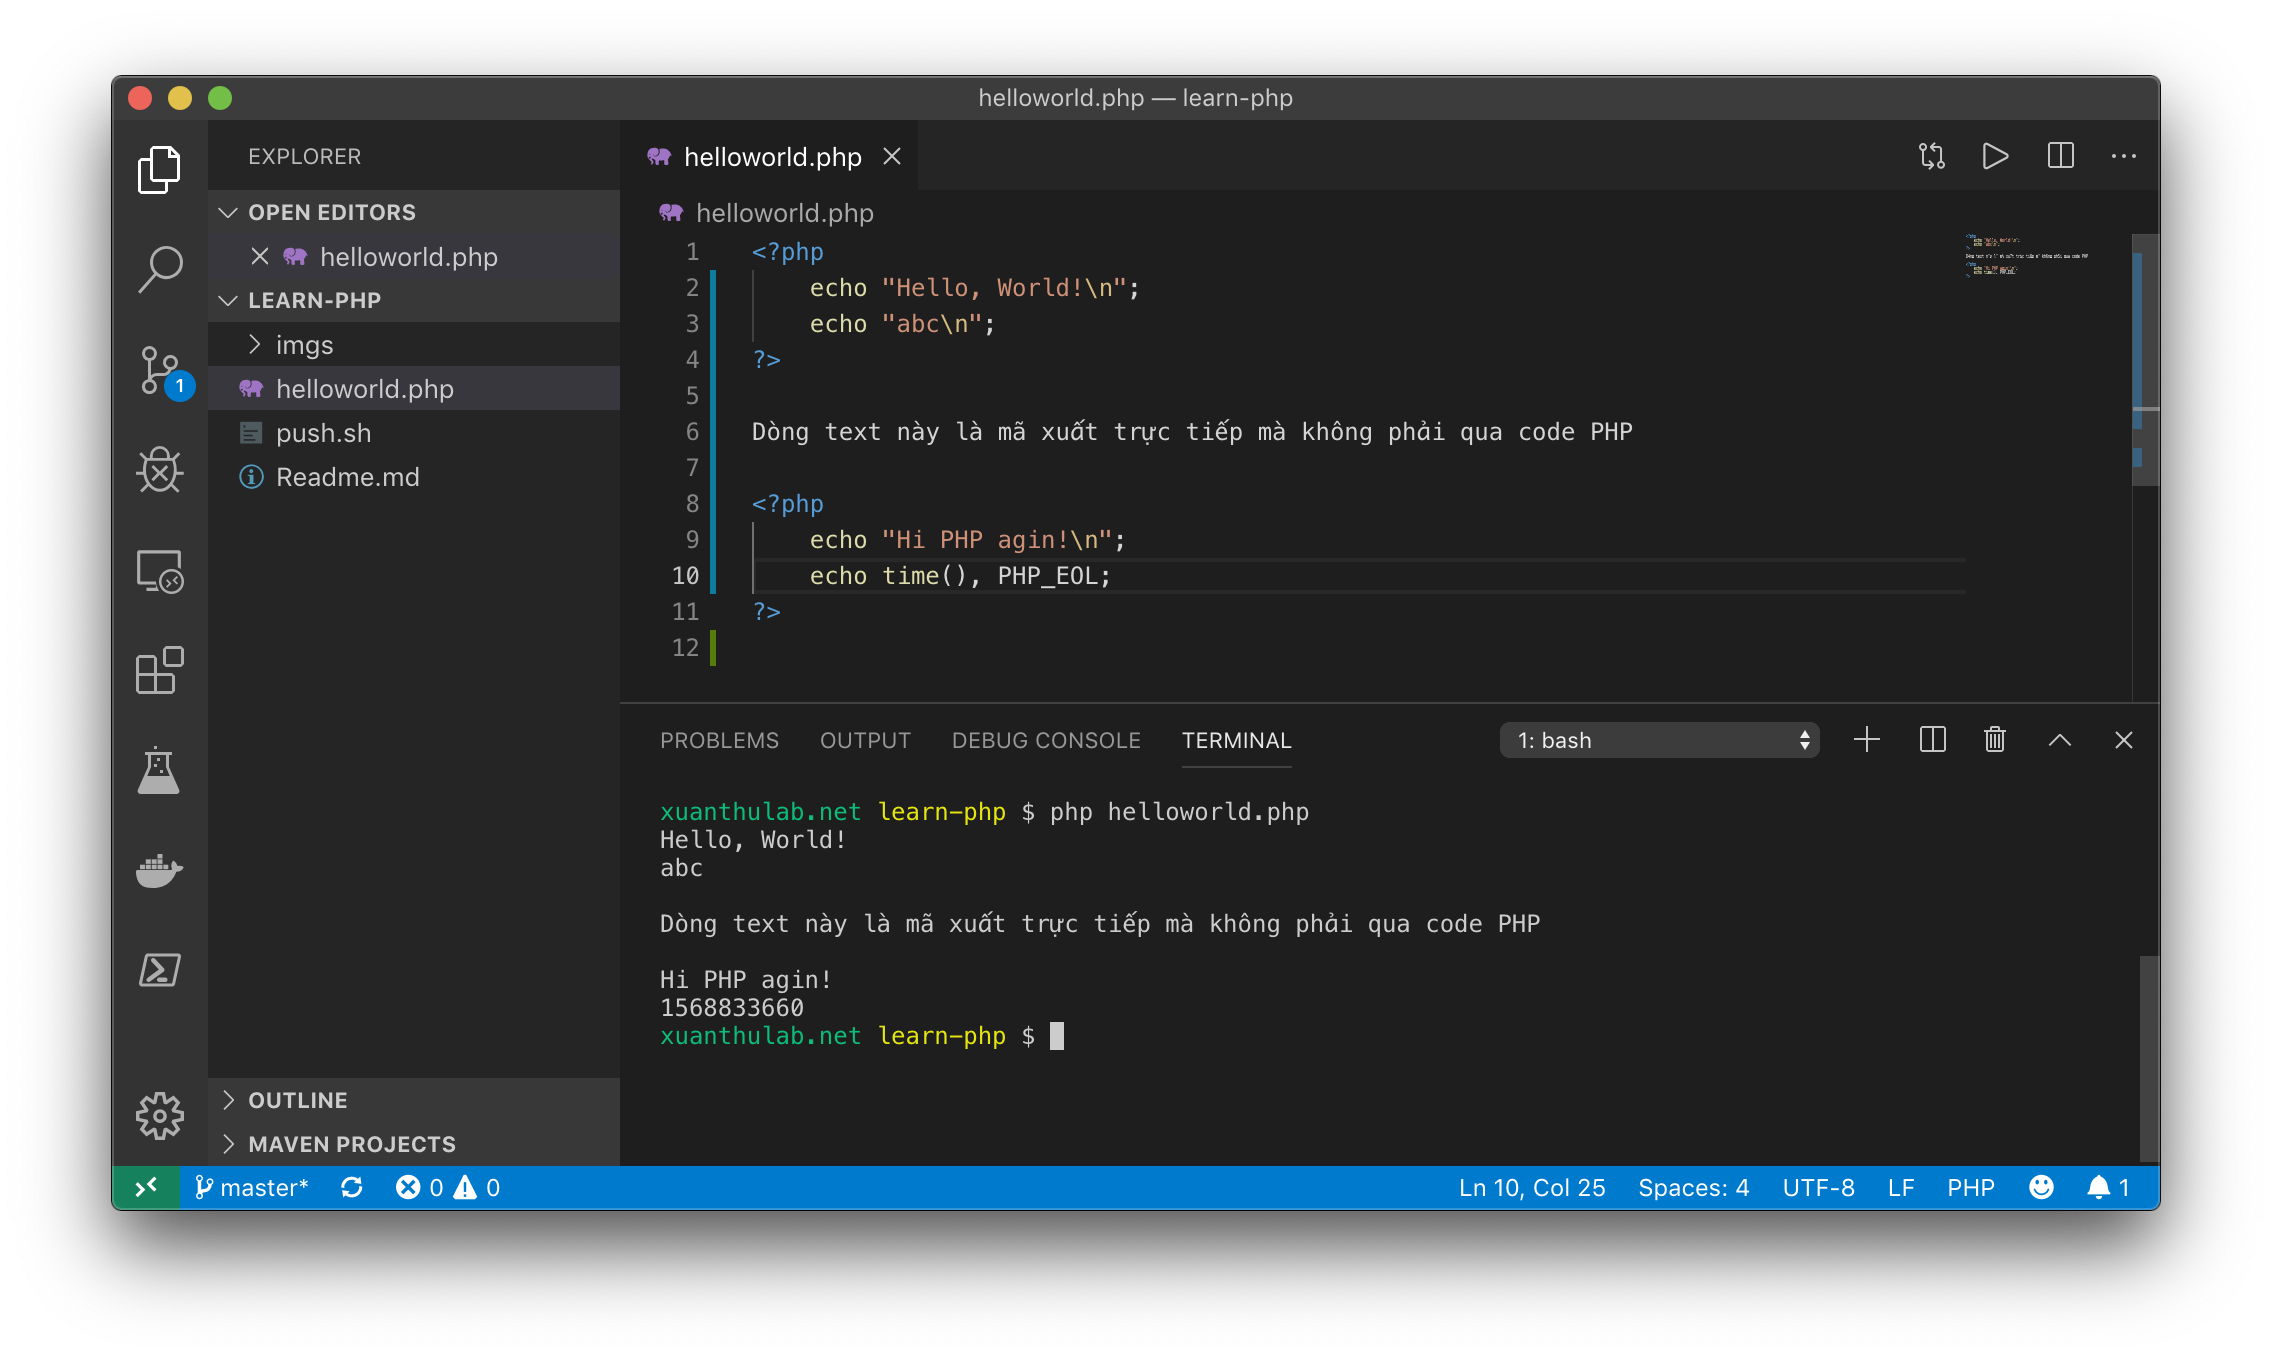 helloworld.php — learn-php
EXPLORER
OPEN EDITORS
helloworld.php
LEARN-PHP
imgs
helloworld.php
push.sh
Readme.md
OUTLINE
MAVEN PROJECTS
1
helloworld.php
helloworld.php
1 <?php
2 echo "Hello, World!\n";
3 echo "abc\n";
4 ?>
5
6 Dòng text này là mã xuất trực tiếp mà không phải qua code PHP
7
8 <?php
9 echo "Hi PHP agin!\n";
10 echo time(), PHP_EOL;
11 ?>
12
PROBLEMS OUTPUT DEBUG CONSOLE TERMINAL 1: bash
xuanthulab.net learn-php $ php helloworld.php
Hello, World!
abc
Dòng text này là mã xuất trực tiếp mà không phải qua code PHP
Hi PHP agin!
1568833660
xuanthulab.net learn-php $
master* 0 0 Ln 10, Col 25 Spaces: 4 UTF-8 LF PHP 1